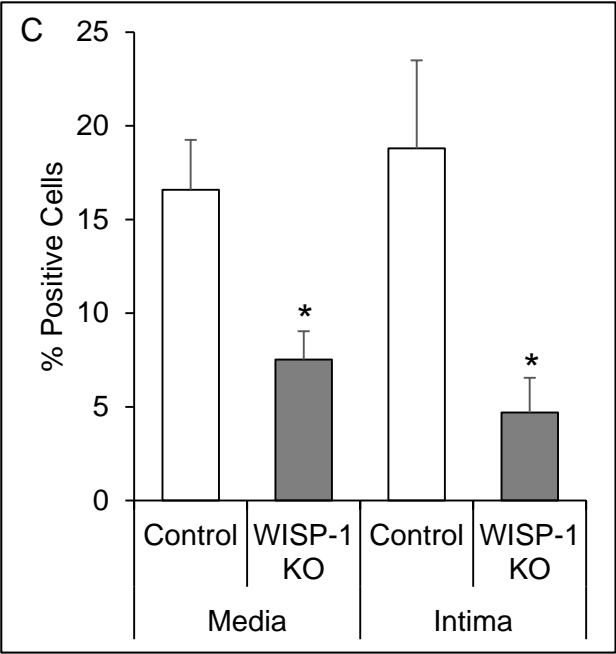 C
% Positive Cells
25
20
15
10
5
0
*
*
Control WISP-1 Control WISP-1
KO KO
Media Intima